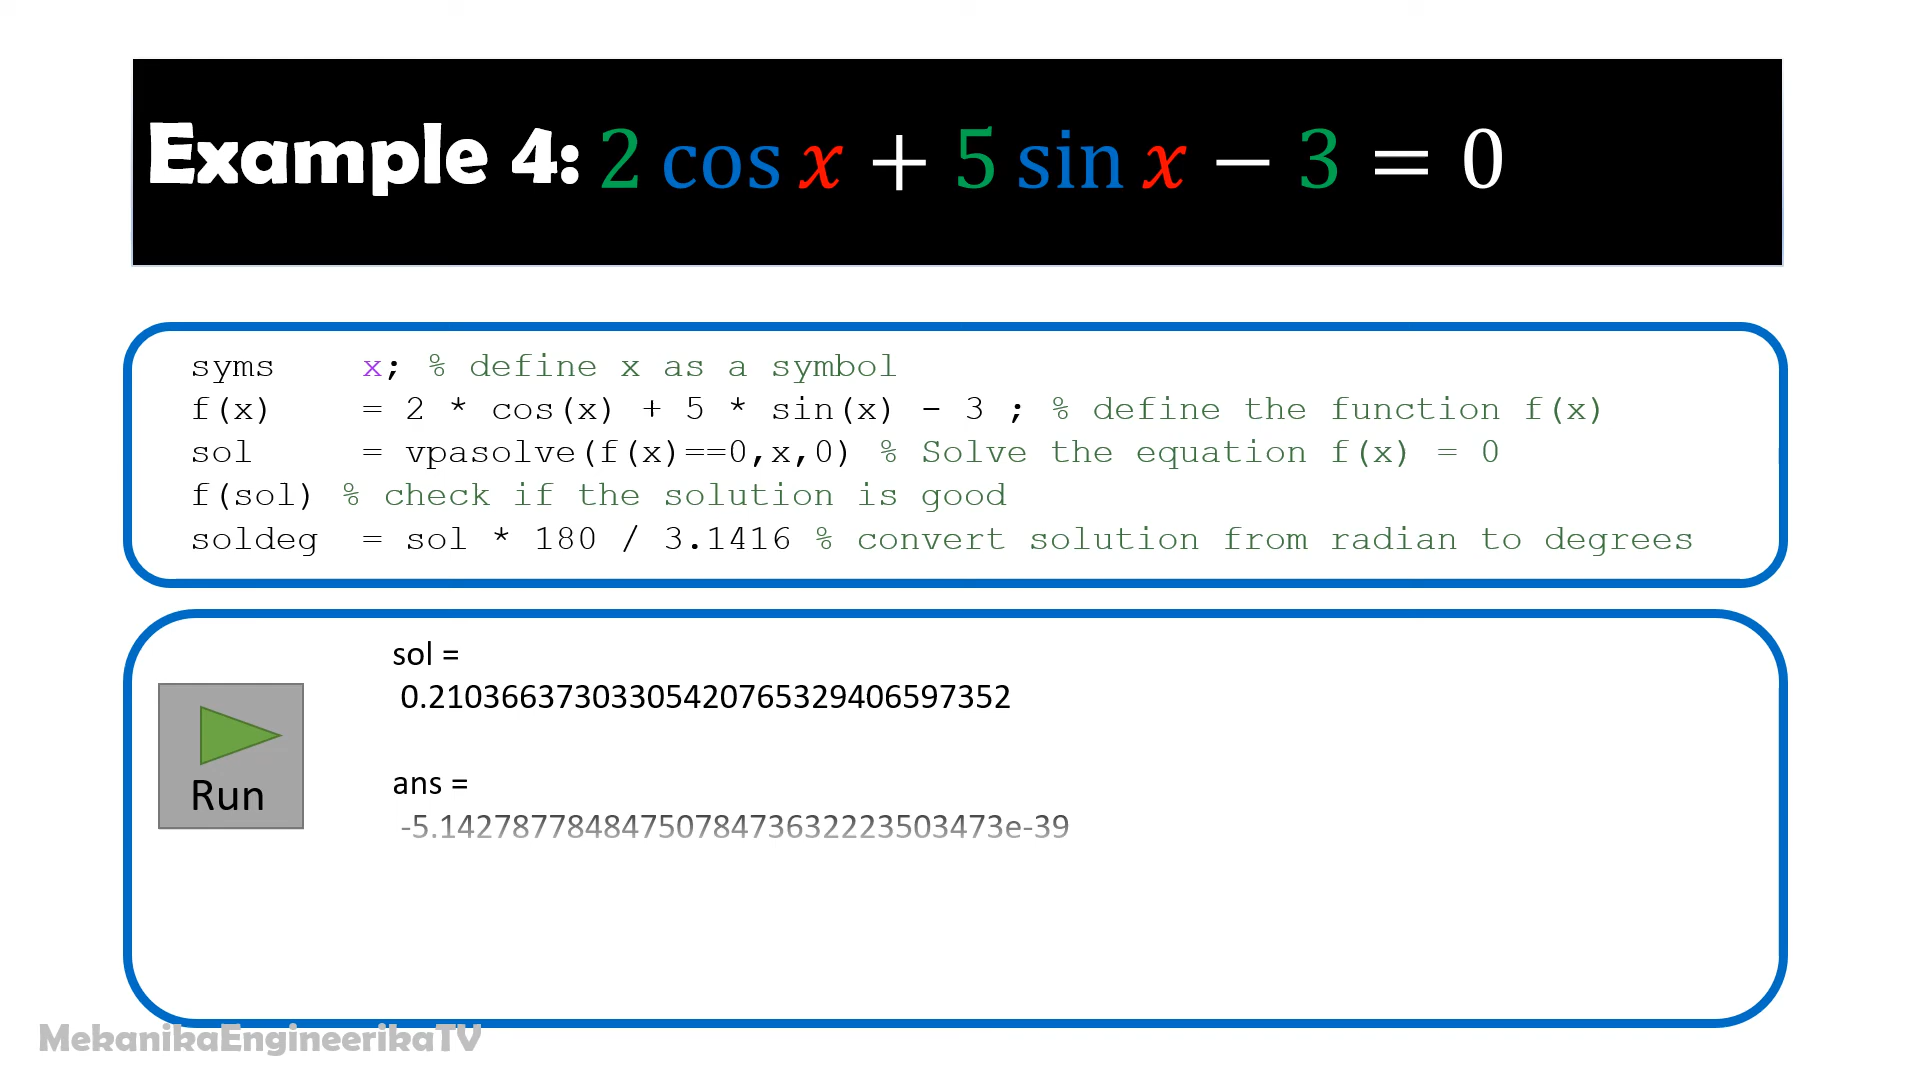 Example 4: 2 cos x + 5 sin x − 3 = 0
syms x; % define x as a symbol
f(x) = 2 * cos(x) + 5 * sin(x) - 3 ; % define the function f(x)
sol = vpasolve(f(x)==0,x,0) % Solve the equation f(x) = 0
f(sol) % check if the solution is good
soldeg = sol * 180 / 3.1416 % convert solution from radian to degrees
sol =
0.21036637303305420765329406597352
ans =
-5.1427877848475078473632223503473e-39
Run
MekanikaEngineerikaTV